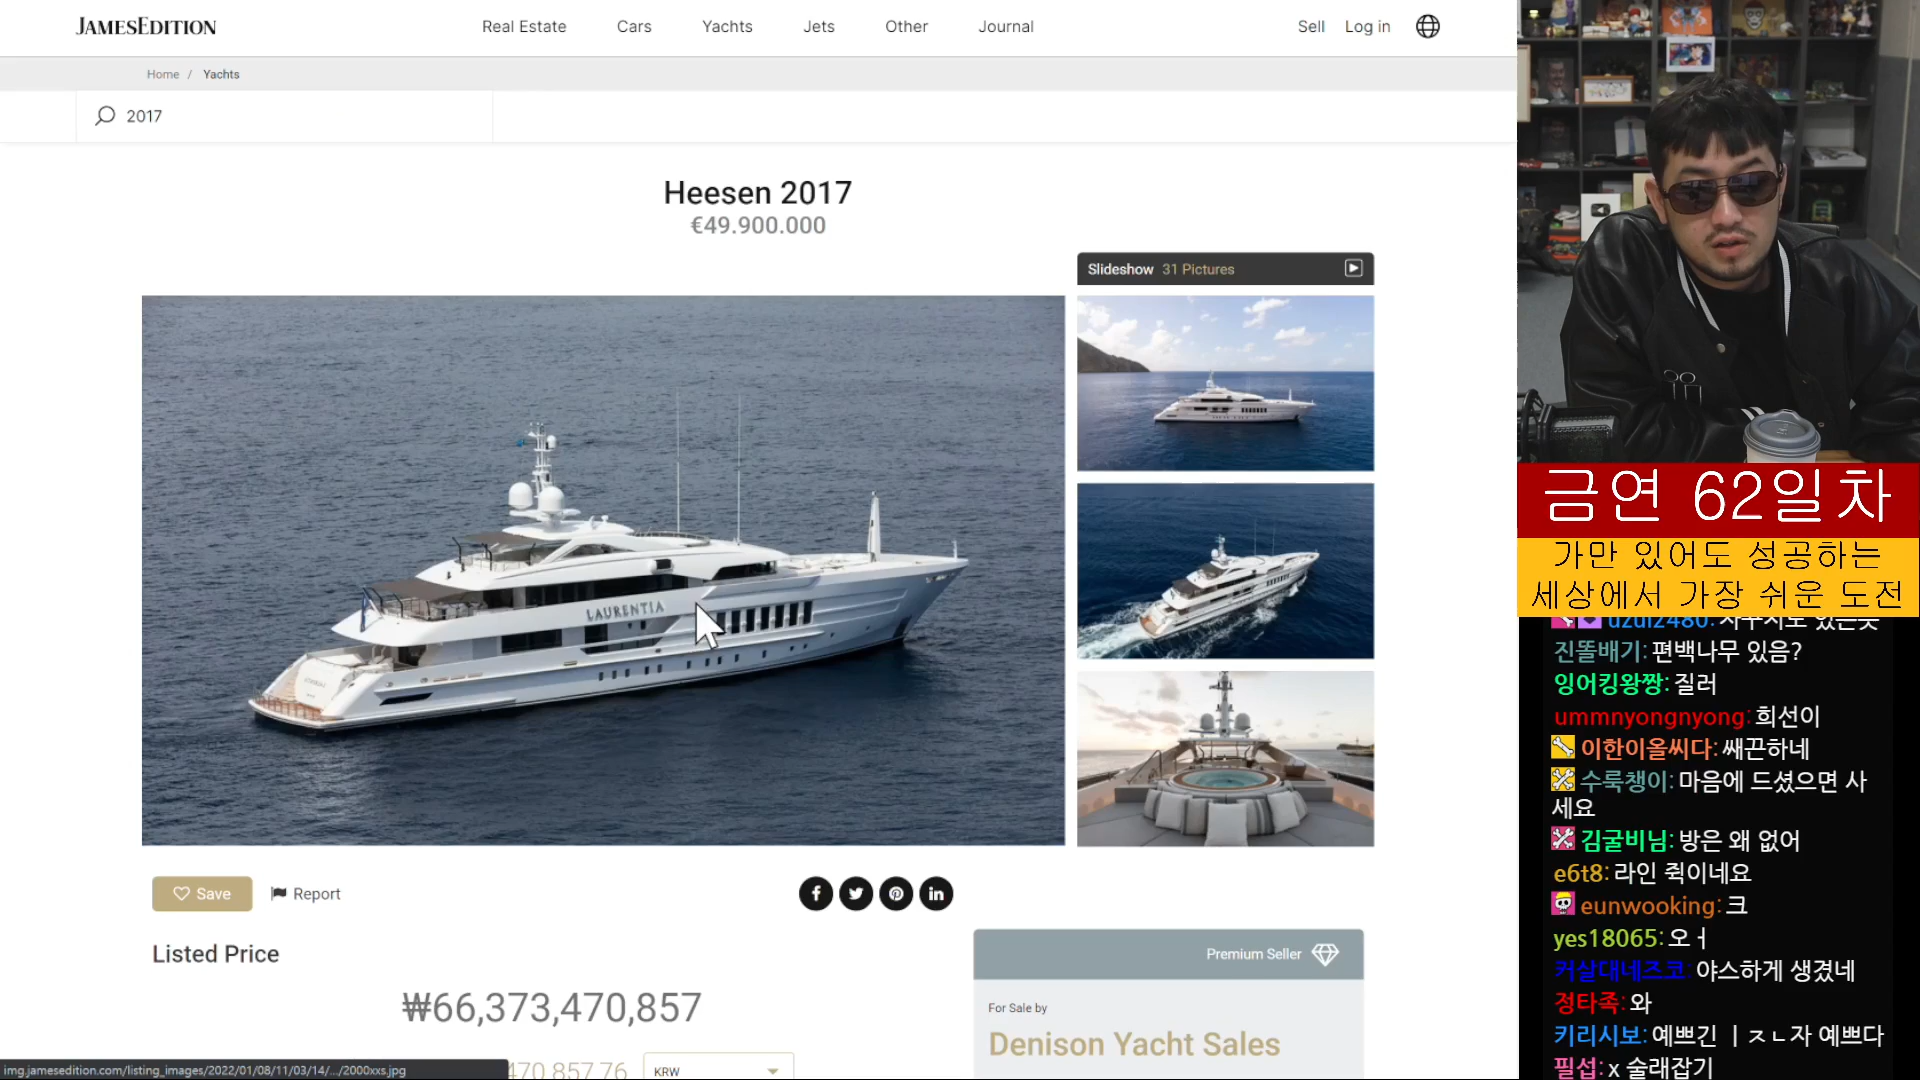 JAMESEDITION
Real Estate
Cars
Yachts
Jets
Other
Journal
Sell
Log in
Home / Yachts
2017
Heesen 2017
€49.900.000
Slideshow 31 Pictures
LAURENTIA
Save
Report
Listed Price
₩66,373,470,857
KRW
Premium Seller
For Sale by
Denison Yacht Sales
img.jamesedition.com/listing_images/2022/01/08/11/03/14/.../2000xxs.jpg
금연 62일차
가만 있어도 성공하는
세상에서 가장 쉬운 도전
진똘배기: 편백나무 있음?
잉어킹왕짱: 질러
ummnyongnyong: 희선이
이한이올씨다: 쌔끈하네
수룩챙이: 마음에 드셨으면 사
세요
김굴비님: 방은 왜 없어
e6t8: 라인 쥑이네요
eunwooking: 크
yes18065: 오ㅓ
커살대네즈코: 야스하게 생겼네
정타족: 와
키리시보: 예쁘긴 ㅣㅈㄴ자 예쁘다
필섭: x 술래잡기